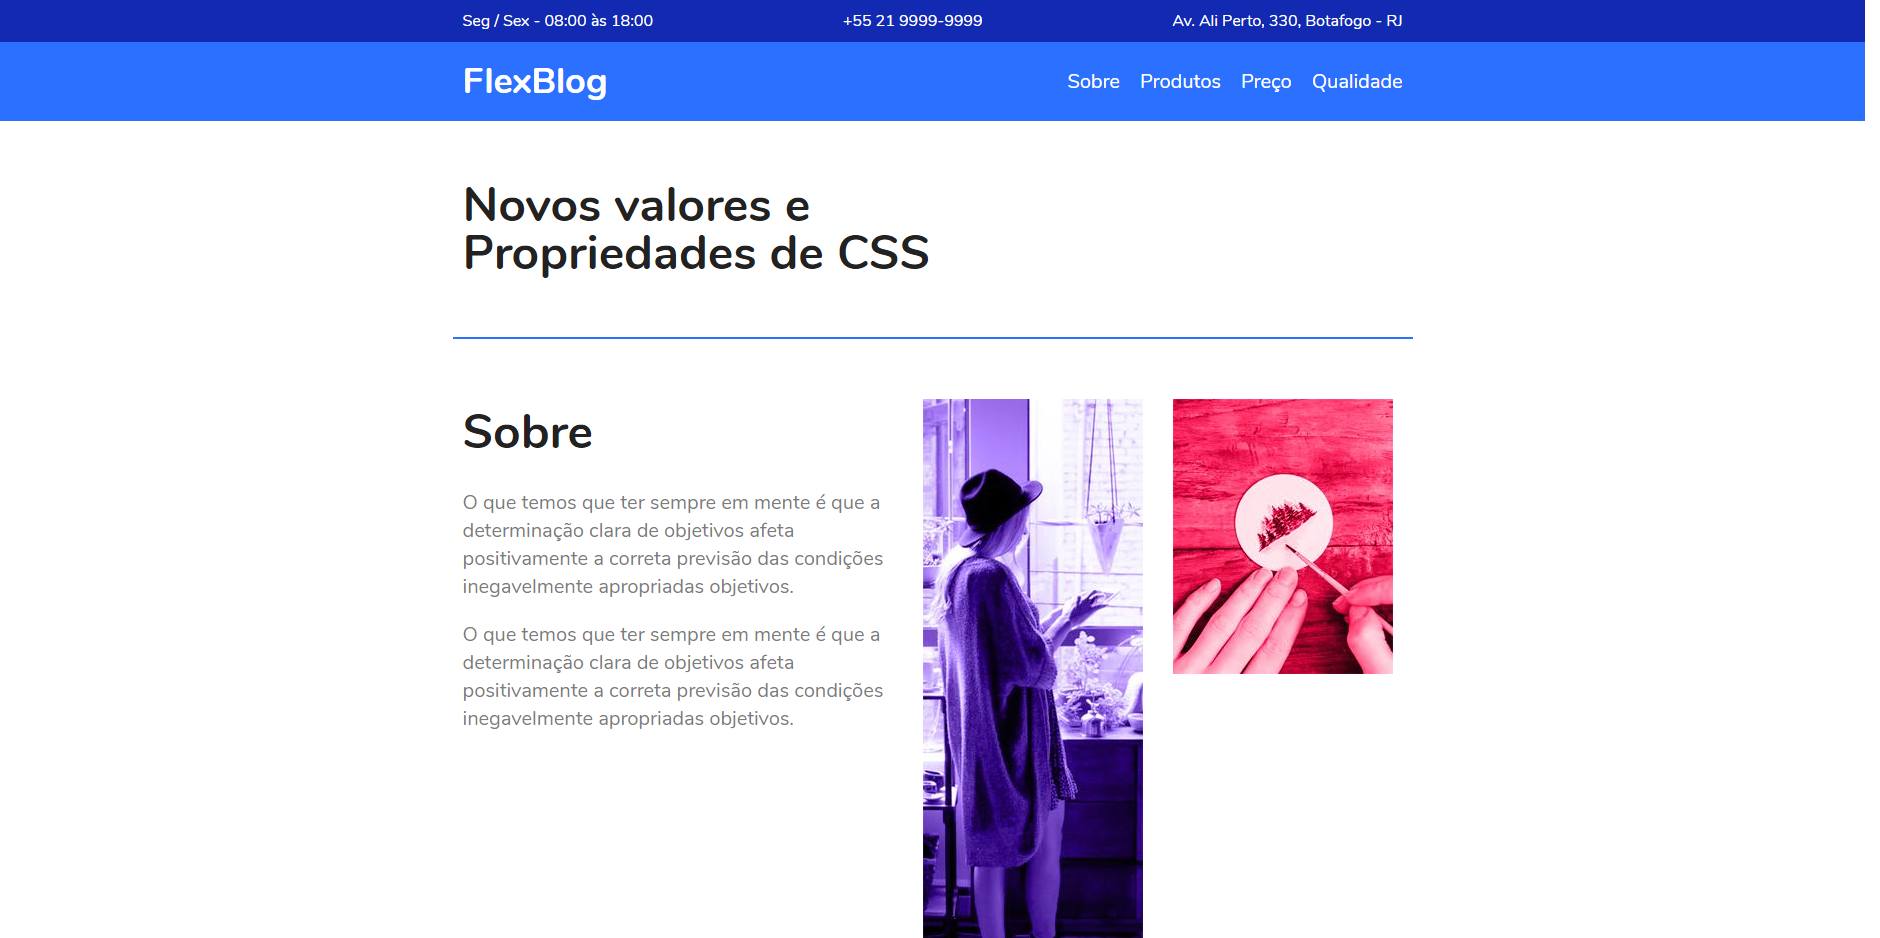 Seg / Sex - 08:00 às 18:00
+55 21 9999-9999
Av. Ali Perto, 330, Botafogo - RJ
FlexBlog
Sobre
Produtos
Preço
Qualidade
Novos valores e
Propriedades de CSS
Sobre
O que temos que ter sempre em mente é que a
determinação clara de objetivos afeta
positivamente a correta previsão das condições
inegavelmente apropriadas objetivos.
O que temos que ter sempre em mente é que a
determinação clara de objetivos afeta
positivamente a correta previsão das condições
inegavelmente apropriadas objetivos.